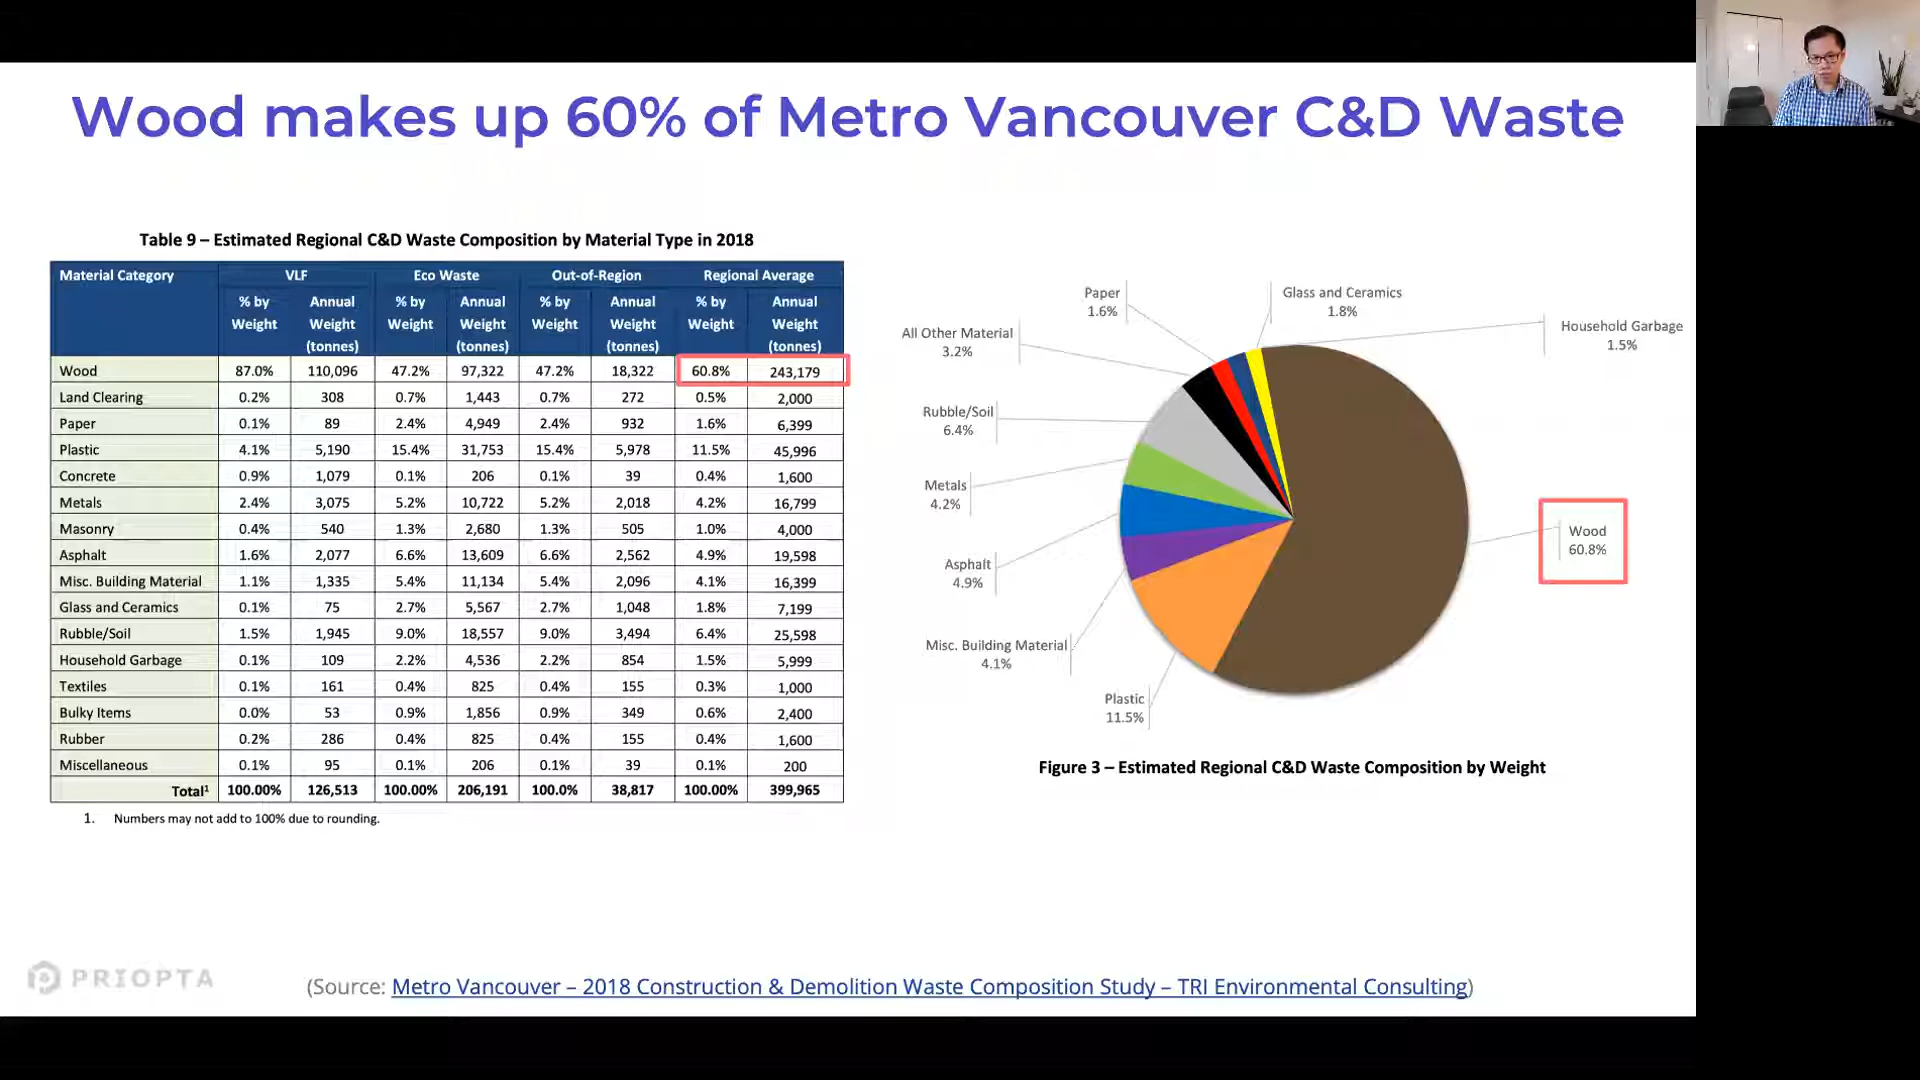 Wood makes up 60% of Metro Vancouver C&D Waste
Table 9 – Estimated Regional C&D Waste Composition by Material Type in 2018
Material Category VLF Eco Waste Out-of-Region Regional Average
% by Weight Annual Weight (tonnes) % by Weight Annual Weight (tonnes) % by Weight Annual Weight (tonnes) % by Weight Annual Weight (tonnes)
Wood 87.0% 110,096 47.2% 97,322 47.2% 18,322 60.8% 243,179
Land Clearing 0.2% 308 0.7% 1,443 0.7% 272 0.5% 2,000
Paper 0.1% 89 2.4% 4,949 2.4% 932 1.6% 6,399
Plastic 4.1% 5,190 15.4% 31,753 15.4% 5,978 11.5% 45,996
Concrete 0.9% 1,079 0.1% 206 0.1% 39 0.4% 1,600
Metals 2.4% 3,075 5.2% 10,722 5.2% 2,018 4.2% 16,799
Masonry 0.4% 540 1.3% 2,680 1.3% 505 1.0% 4,000
Asphalt 1.6% 2,077 6.6% 13,609 6.6% 2,562 4.9% 19,598
Misc. Building Material 1.1% 1,335 5.4% 11,134 5.4% 2,096 4.1% 16,399
Glass and Ceramics 0.1% 75 2.7% 5,567 2.7% 1,048 1.8% 7,199
Rubble/Soil 1.5% 1,945 9.0% 18,557 9.0% 3,494 6.4% 25,598
Household Garbage 0.1% 109 2.2% 4,536 2.2% 854 1.5% 5,999
Textiles 0.1% 161 0.4% 825 0.4% 155 0.3% 1,000
Bulky Items 0.0% 53 0.9% 1,856 0.9% 349 0.6% 2,400
Rubber 0.2% 286 0.4% 825 0.4% 155 0.4% 1,600
Miscellaneous 0.1% 95 0.1% 206 0.1% 39 0.1% 200
Total¹ 100.00% 126,513 100.00% 206,191 100.0% 38,817 100.00% 399,965
1. Numbers may not add to 100% due to rounding.
Paper
1.6%
Glass and Ceramics
1.8%
Household Garbage
1.5%
All Other Material
3.2%
Rubble/Soil
6.4%
Metals
4.2%
Wood
60.8%
Asphalt
4.9%
Misc. Building Material
4.1%
Plastic
11.5%
Figure 3 – Estimated Regional C&D Waste Composition by Weight
PRIOPTA
(Source: Metro Vancouver – 2018 Construction & Demolition Waste Composition Study – TRI Environmental Consulting)